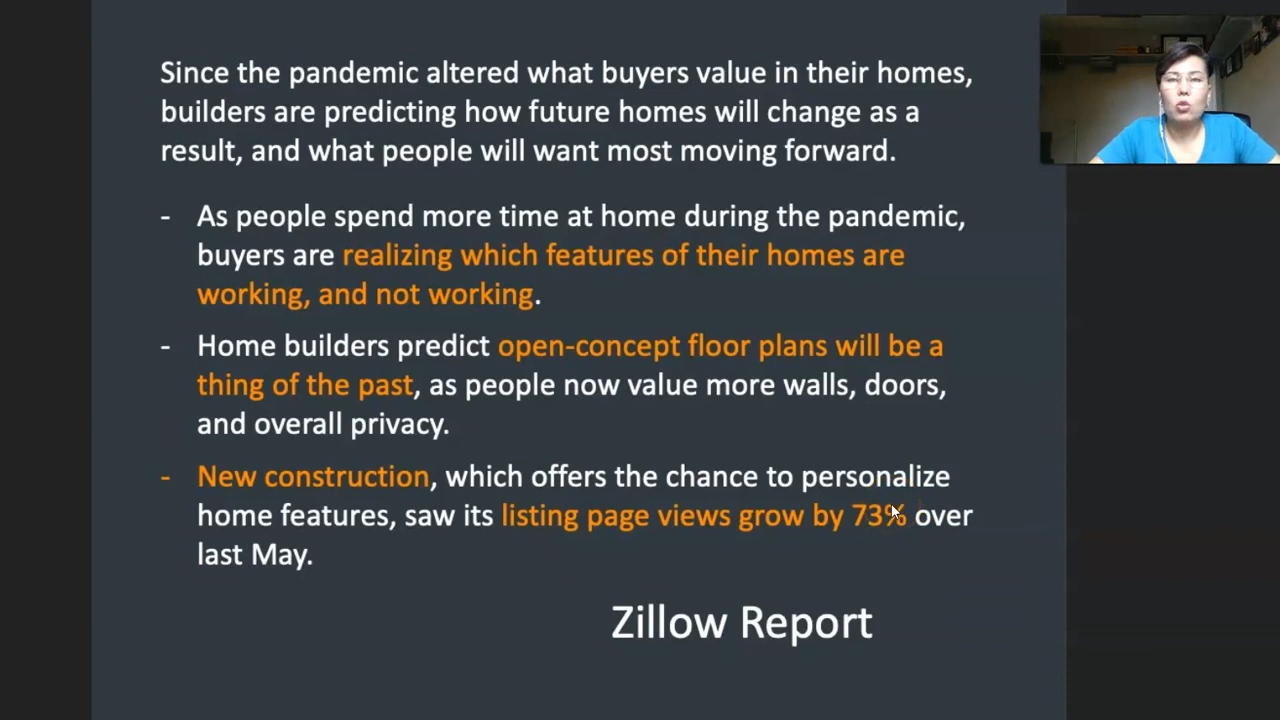 Since the pandemic altered what buyers value in their homes,
builders are predicting how future homes will change as a
result, and what people will want most moving forward.
- As people spend more time at home during the pandemic,
buyers are realizing which features of their homes are
working, and not working.
- Home builders predict open-concept floor plans will be a
thing of the past, as people now value more walls, doors,
and overall privacy.
- New construction, which offers the chance to personalize
home features, saw its listing page views grow by 73% over
last May.
Zillow Report